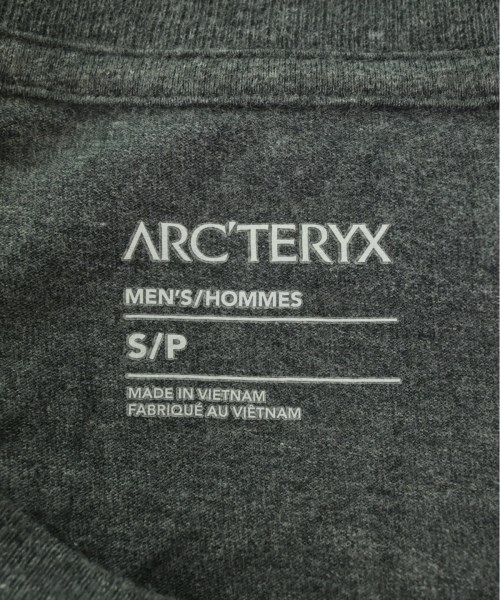 ARC'TERYX
MEN'S/HOMMES
S/P
MADE IN VIETNAM
FABRIQUÉ AU VIÊTNAM